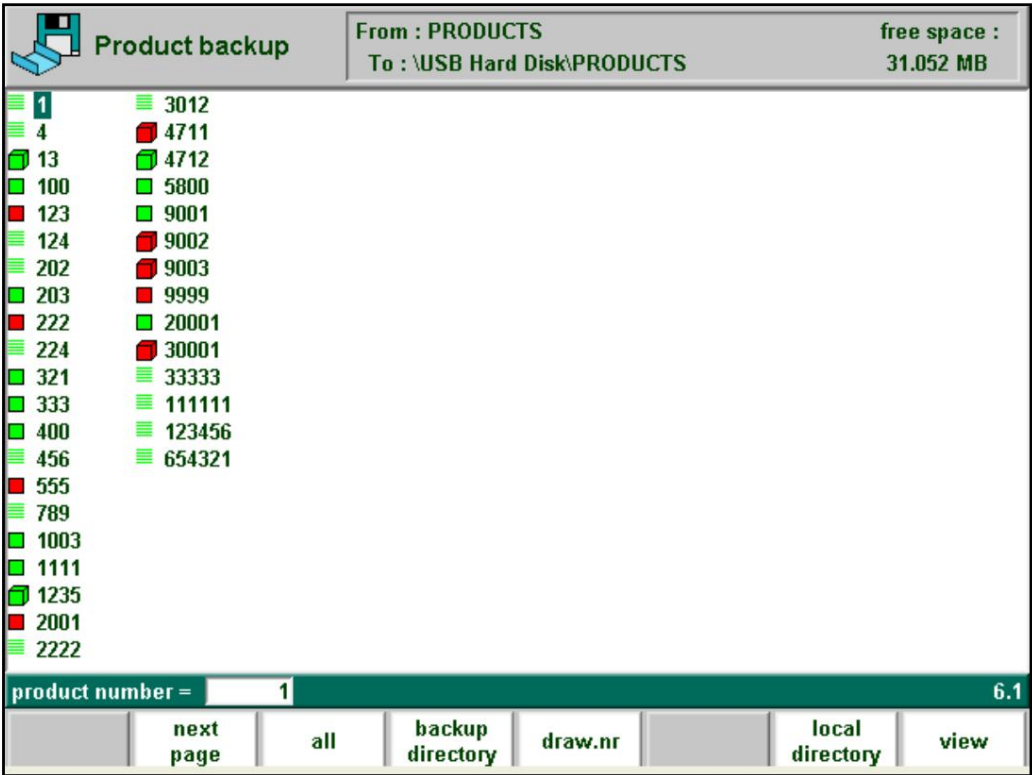 Product backup
From : PRODUCTS
To : \USB Hard Disk\PRODUCTS
free space :
31.052 MB
1
4
13
100
123
124
202
203
222
224
321
333
400
456
555
789
1003
1111
1235
2001
2222
3012
4711
4712
5800
9001
9002
9003
9999
20001
30001
33333
111111
123456
654321
product number = 1
6.1
next
page
all
backup
directory
draw.nr
local
directory
view